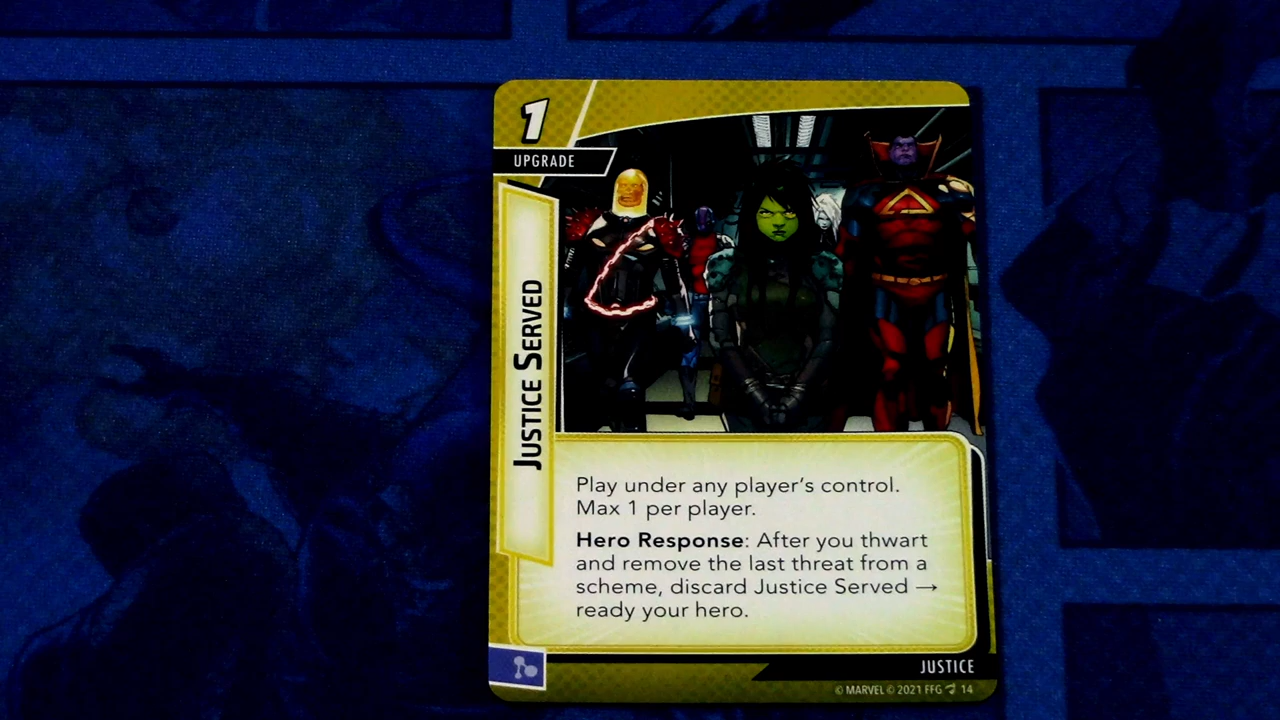 1
UPGRADE
JUSTICE SERVED
Play under any player's control.
Max 1 per player.
Hero Response: After you thwart
and remove the last threat from a
scheme, discard Justice Served →
ready your hero.
JUSTICE
© MARVEL © 2021 FFG 14